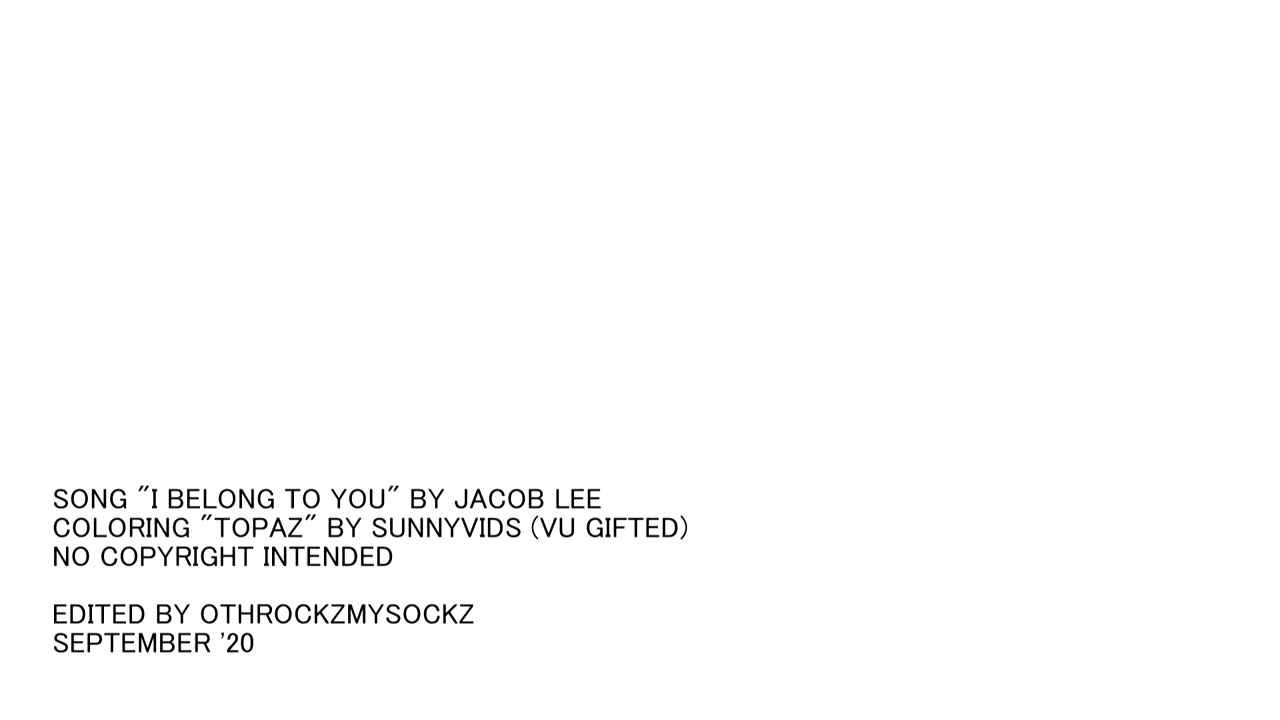 SONG "I BELONG TO YOU" BY JACOB LEE
COLORING "TOPAZ" BY SUNNYVIDS (VU GIFTED)
NO COPYRIGHT INTENDED
EDITED BY OTHROCKZMYSOCKZ
SEPTEMBER '20